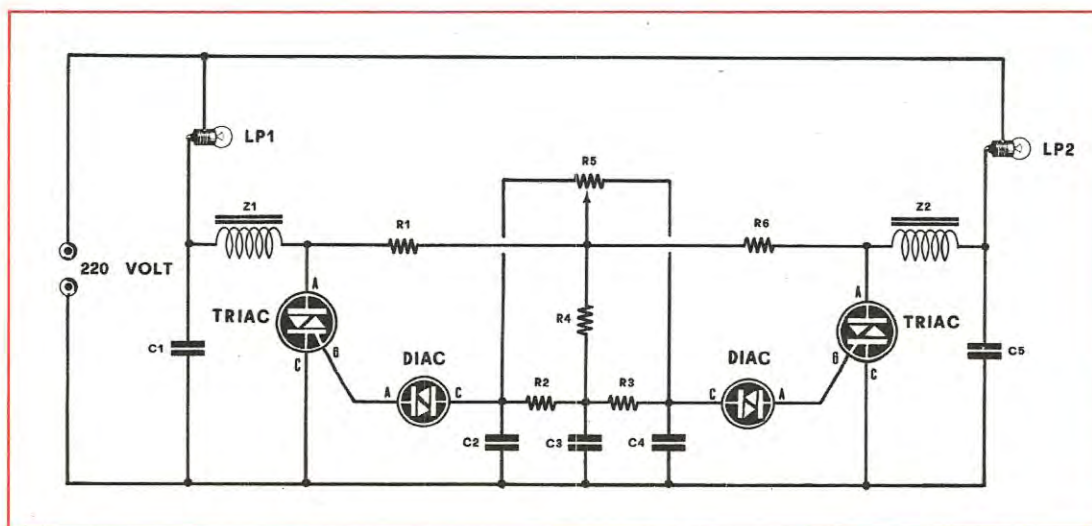 LP1
LP2
R5
Z1
R1
R6
Z2
220 VOLT
A
A
TRIAC
R4
TRIAC
C1
G
DIAC
DIAC
G
C5
C
R2
R3
C
A
C
C
A
C2
C3
C4